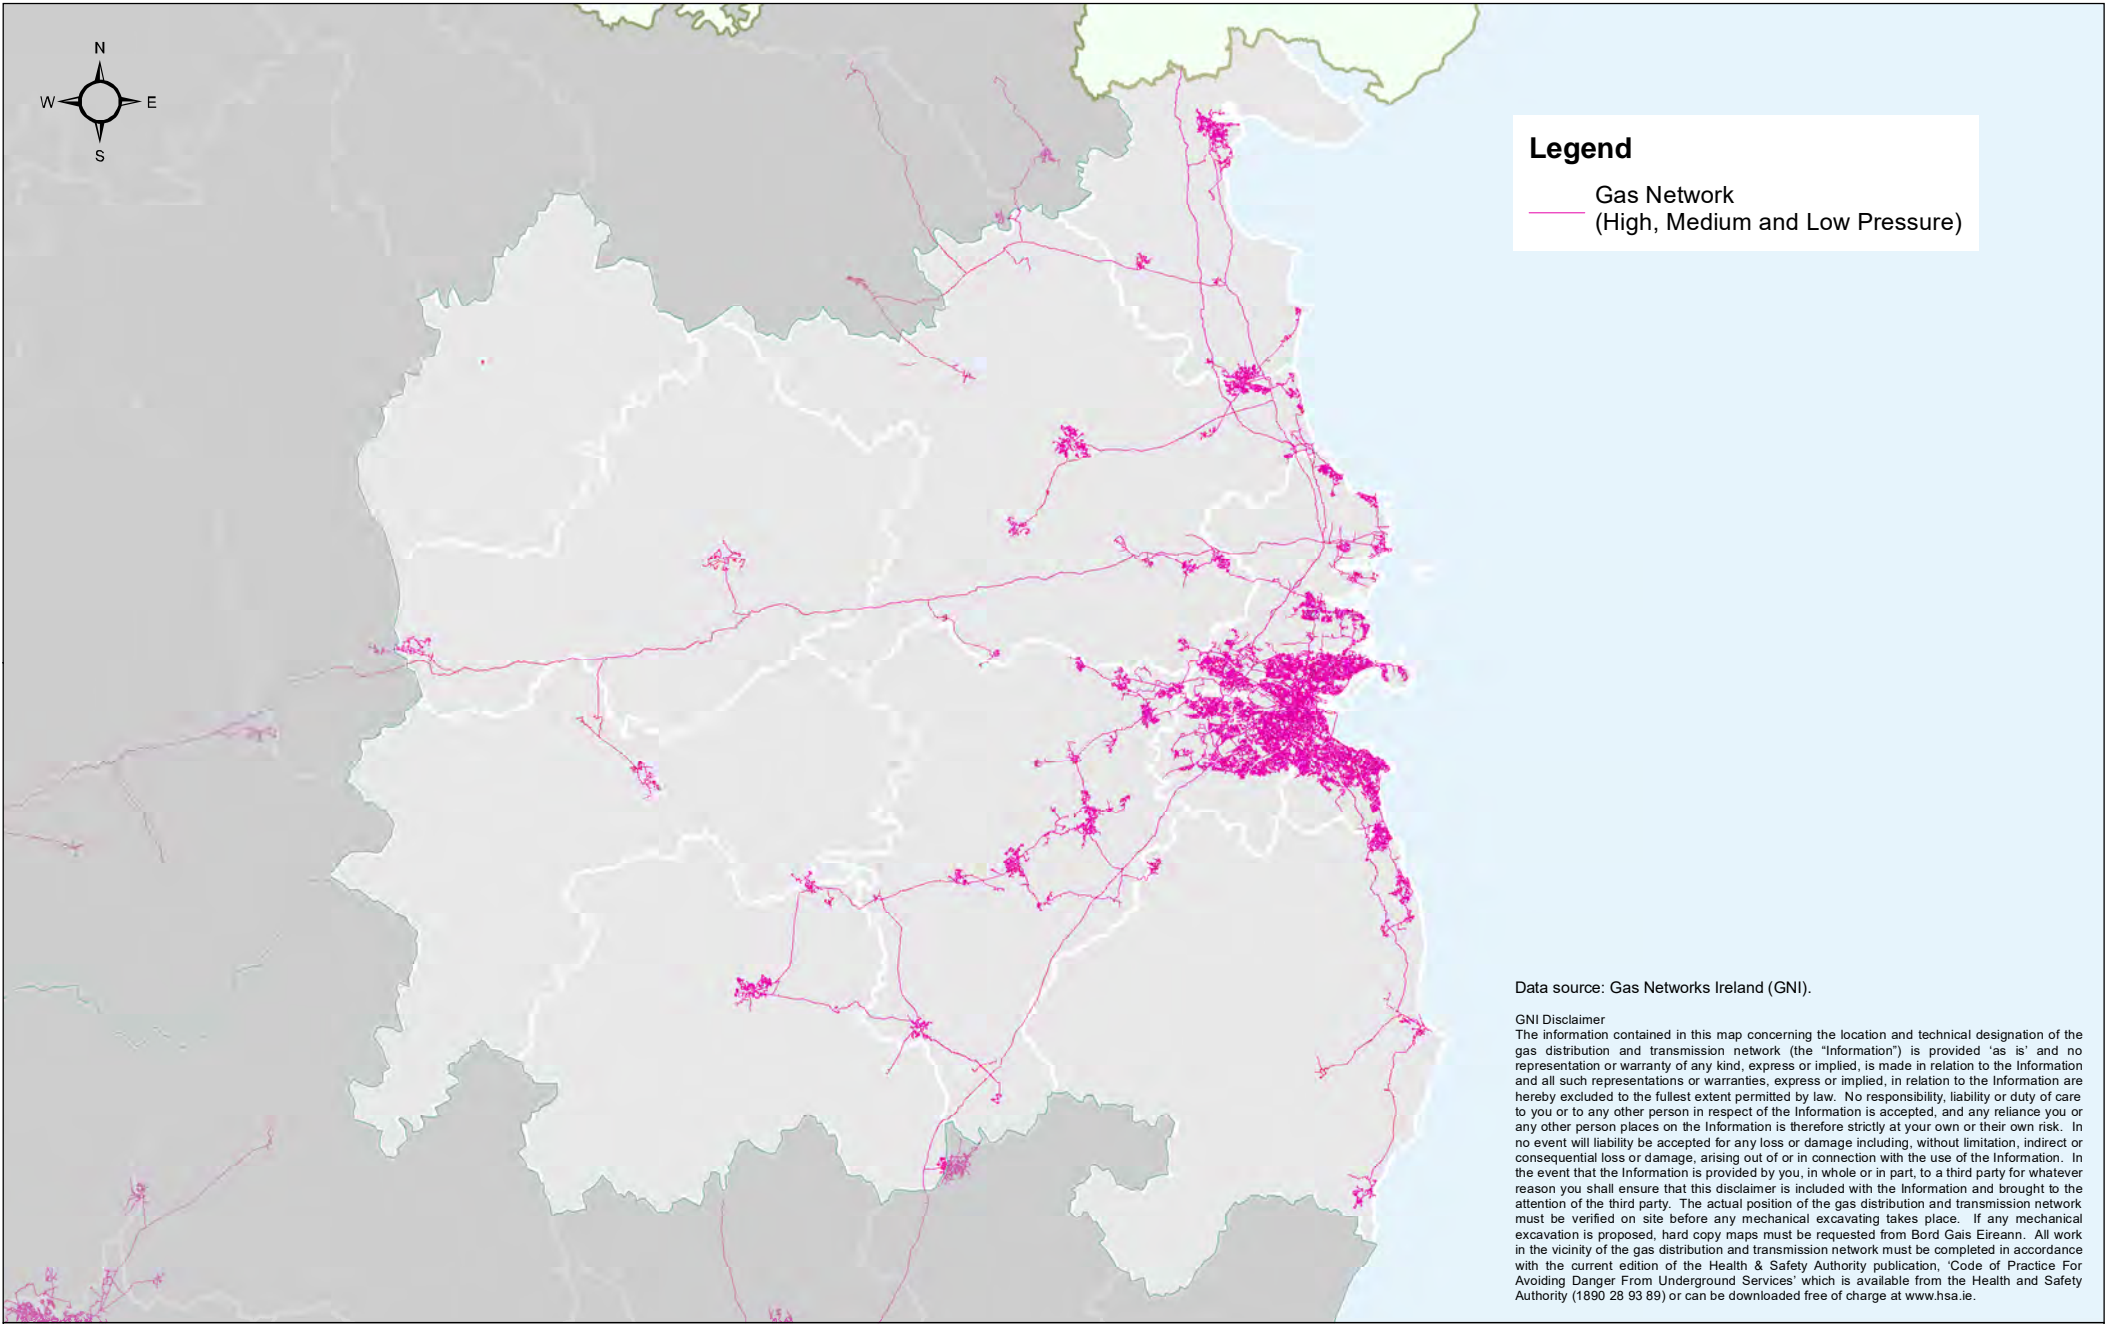 N
W E
S
Legend
Gas Network
(High, Medium and Low Pressure)
Data source: Gas Networks Ireland (GNI).
GNI Disclaimer
The information contained in this map concerning the location and technical designation of the
gas distribution and transmission network (the “Information”) is provided ‘as is’ and no
representation or warranty of any kind, express or implied, is made in relation to the Information
and all such representations or warranties, express or implied, in relation to the Information are
hereby excluded to the fullest extent permitted by law. No responsibility, liability or duty of care
to you or to any other person in respect of the Information is accepted, and any reliance you or
any other person places on the Information is therefore strictly at your own or their own risk. In
no event will liability be accepted for any loss or damage including, without limitation, indirect or
consequential loss or damage, arising out of or in connection with the use of the Information. In
the event that the Information is provided by you, in whole or in part, to a third party for whatever
reason you shall ensure that this disclaimer is included with the Information and brought to the
attention of the third party. The actual position of the gas distribution and transmission network
must be verified on site before any mechanical excavating takes place. If any mechanical
excavation is proposed, hard copy maps must be requested from Bord Gais Eireann. All work
in the vicinity of the gas distribution and transmission network must be completed in accordance
with the current edition of the Health & Safety Authority publication, ‘Code of Practice For
Avoiding Danger From Underground Services’ which is available from the Health and Safety
Authority (1890 28 93 89) or can be downloaded free of charge at www.hsa.ie.